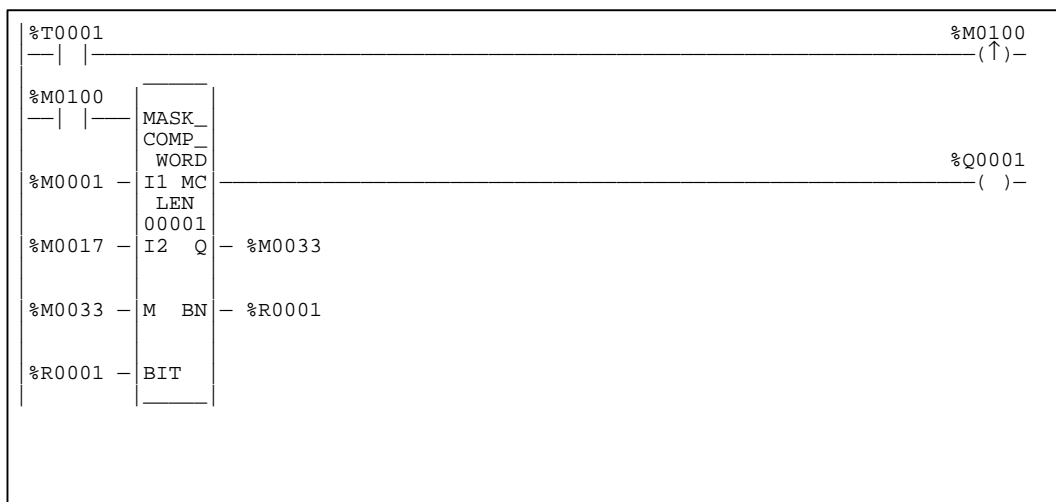 %T0001 %M0100
(↑)
%M0100
MASK_
COMP_
WORD %Q0001
%M0001 I1 MC ( )
LEN
00001
%M0017 I2 Q %M0033
%M0033 M BN %R0001
%R0001 BIT